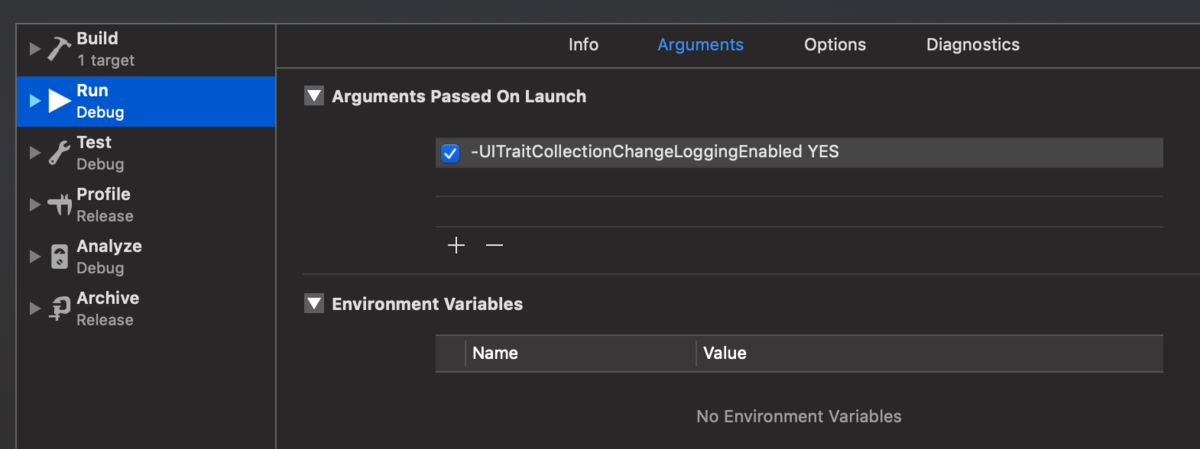 Build
1 target
Run
Debug
Test
Debug
Profile
Release
Analyze
Debug
Archive
Release
Info Arguments Options Diagnostics
Arguments Passed On Launch
-UITraitCollectionChangeLoggingEnabled YES
Environment Variables
Name Value
No Environment Variables